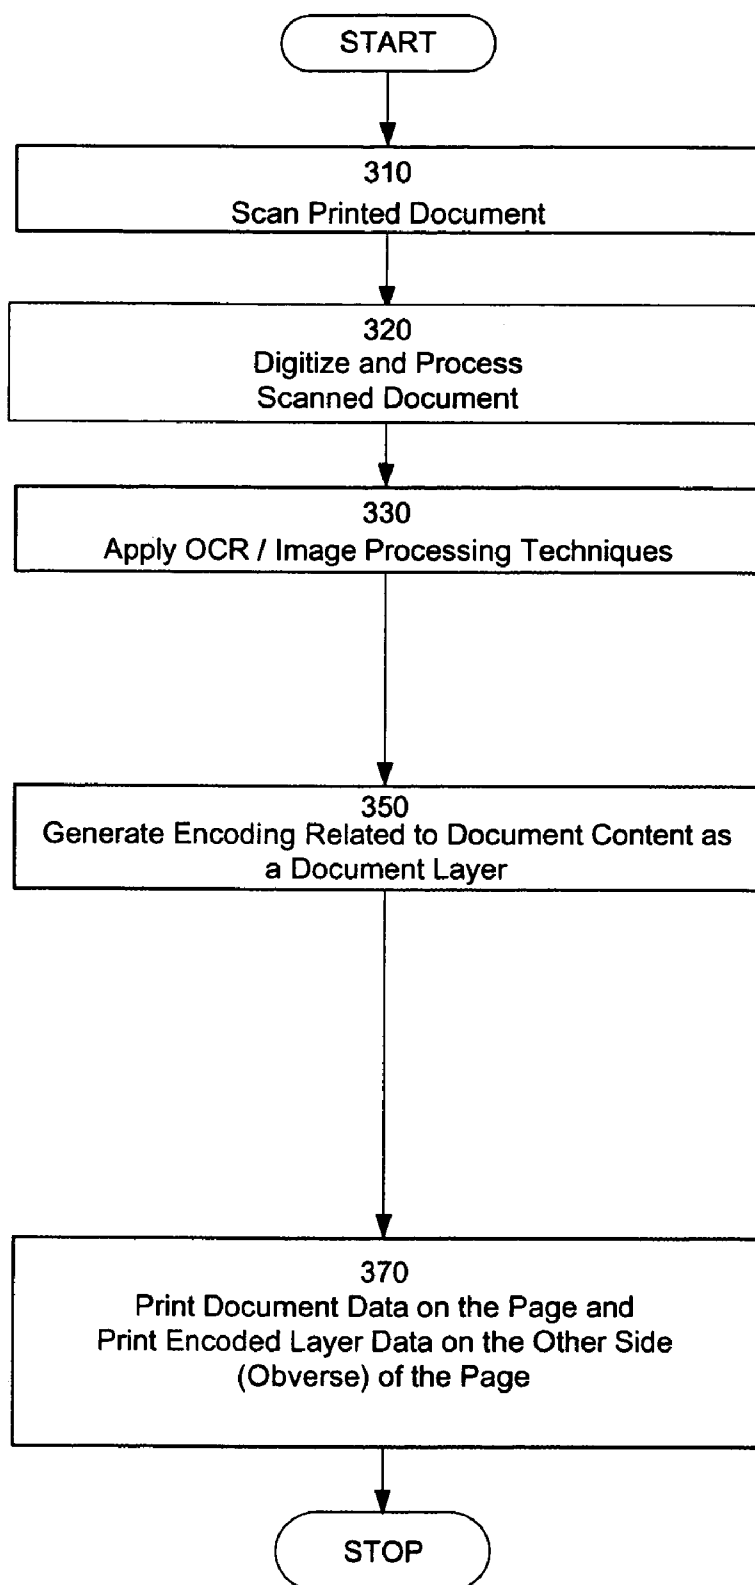 START
310
Scan Printed Document
320
Digitize and Process
Scanned Document
330
Apply OCR / Image Processing Techniques
350
Generate Encoding Related to Document Content as
a Document Layer
370
Print Document Data on the Page and
Print Encoded Layer Data on the Other Side
(Obverse) of the Page
STOP